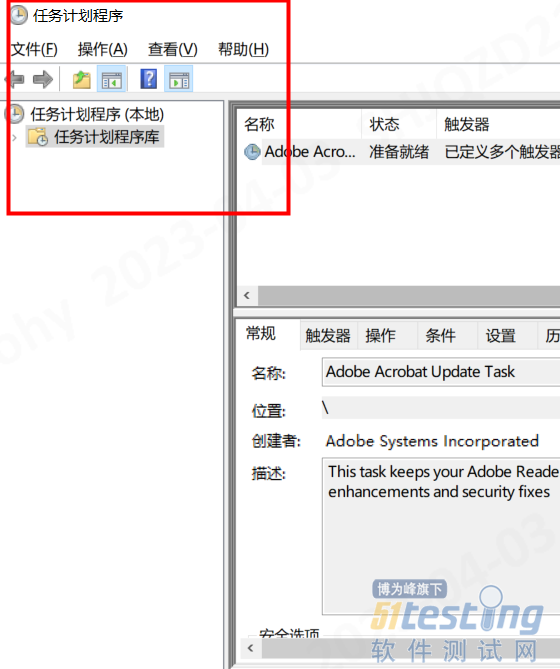 任务计划程序
文件(F) 操作(A) 查看(V) 帮助(H)
任务计划程序 (本地)
任务计划程序库
名称 状态 触发器
Adobe Acro... 准备就绪 已定义多个触发器
常规 触发器 操作 条件 设置 历
名称: Adobe Acrobat Update Task
位置: \
创建者: Adobe Systems Incorporated
描述: This task keeps your Adobe Reade
enhancements and security fixes
安全选项
博为峰旗下
51testing
软件测试网
2023-04-03